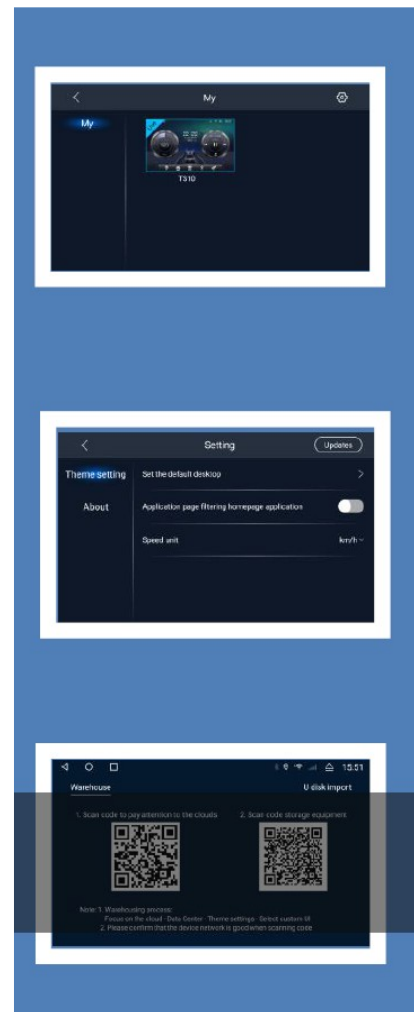 My
My
T310
Setting
Updates
Theme setting
Set the default desktop
About
Application page filtering homepage application
Speed unit
km/h
15:51
Warehouse
U disk import
1. Scan code to pay attention to the clouds
2. Scan code storage equipment
Note: 1. Warehousing process:
Focus on the cloud - Data Center - Theme settings - Select custom UI
2. Please confirm that the device network is good when scanning code